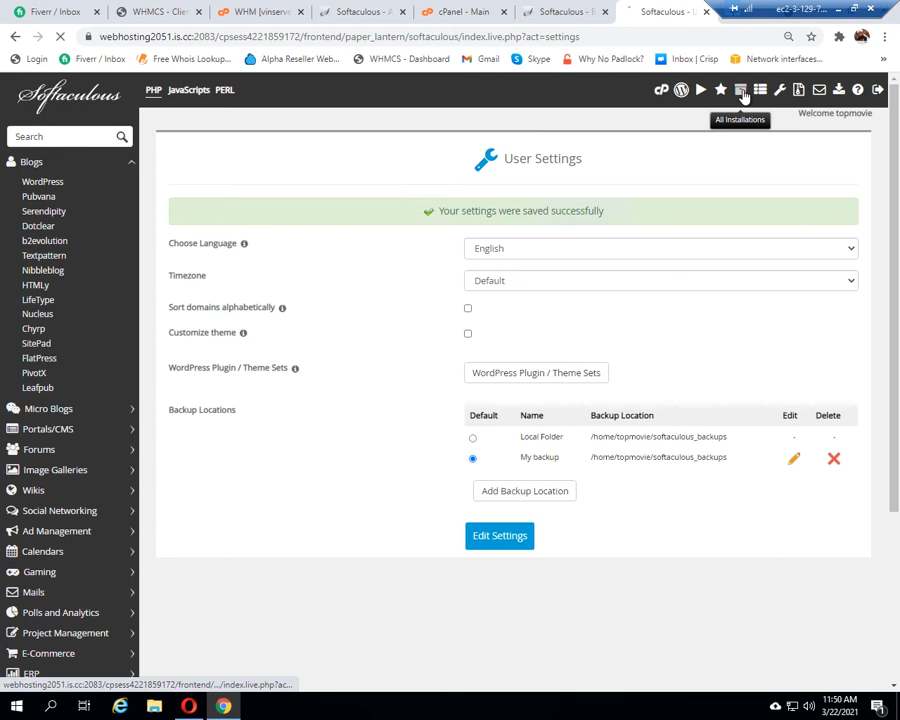 Fiverr / Inbox
WHMCS - Clie
WHM [vinserve
Softaculous - A
cPanel - Main
Softaculous - B
Softaculous - U
ec2-3-129-7...
webhosting2051.is.cc:2083/cpsess4221859172/frontend/paper_lantern/softaculous/index.live.php?act=settings
Login
Fiverr / Inbox
Free Whois Lookup...
Alpha Reseller Web...
WHMCS - Dashboard
Gmail
Skype
Why No Padlock?
Inbox | Crisp
Network interfaces...
Softaculous
PHP
JavaScripts
PERL
All Installations
Welcome topmovie
Search
User Settings
Your settings were saved successfully
Blogs
WordPress
Pubvana
Serendipity
Dotclear
b2evolution
Textpattern
Nibbleblog
HTMLy
LifeType
Nucleus
Chyrp
SitePad
FlatPress
PivotX
Leafpub
Micro Blogs
Portals/CMS
Forums
Image Galleries
Wikis
Social Networking
Ad Management
Calendars
Gaming
Mails
Polls and Analytics
Project Management
E-Commerce
ERP
Choose Language
English
Timezone
Default
Sort domains alphabetically
Customize theme
WordPress Plugin / Theme Sets
WordPress Plugin / Theme Sets
Backup Locations
Default Name Backup Location Edit Delete
Local Folder /home/topmovie/softaculous_backups - -
My backup /home/topmovie/softaculous_backups
Add Backup Location
Edit Settings
webhosting2051.is.cc:2083/cpsess4221859172/frontend/.../index.live.php?ac...
11:50 AM
3/22/2021
1